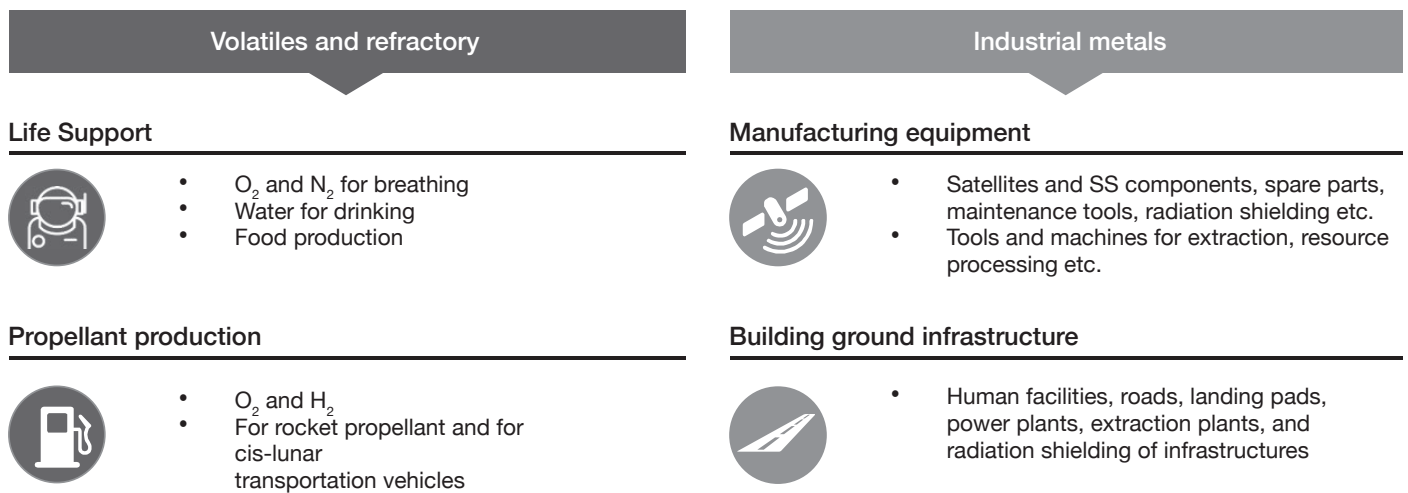 Volatiles and refractory
Life Support
• O₂ and N₂ for breathing
• Water for drinking
• Food production
Propellant production
• O₂ and H₂
• For rocket propellant and for
cis-lunar
transportation vehicles
Industrial metals
Manufacturing equipment
• Satellites and SS components, spare parts,
maintenance tools, radiation shielding etc.
• Tools and machines for extraction, resource
processing etc.
Building ground infrastructure
• Human facilities, roads, landing pads,
power plants, extraction plants, and
radiation shielding of infrastructures